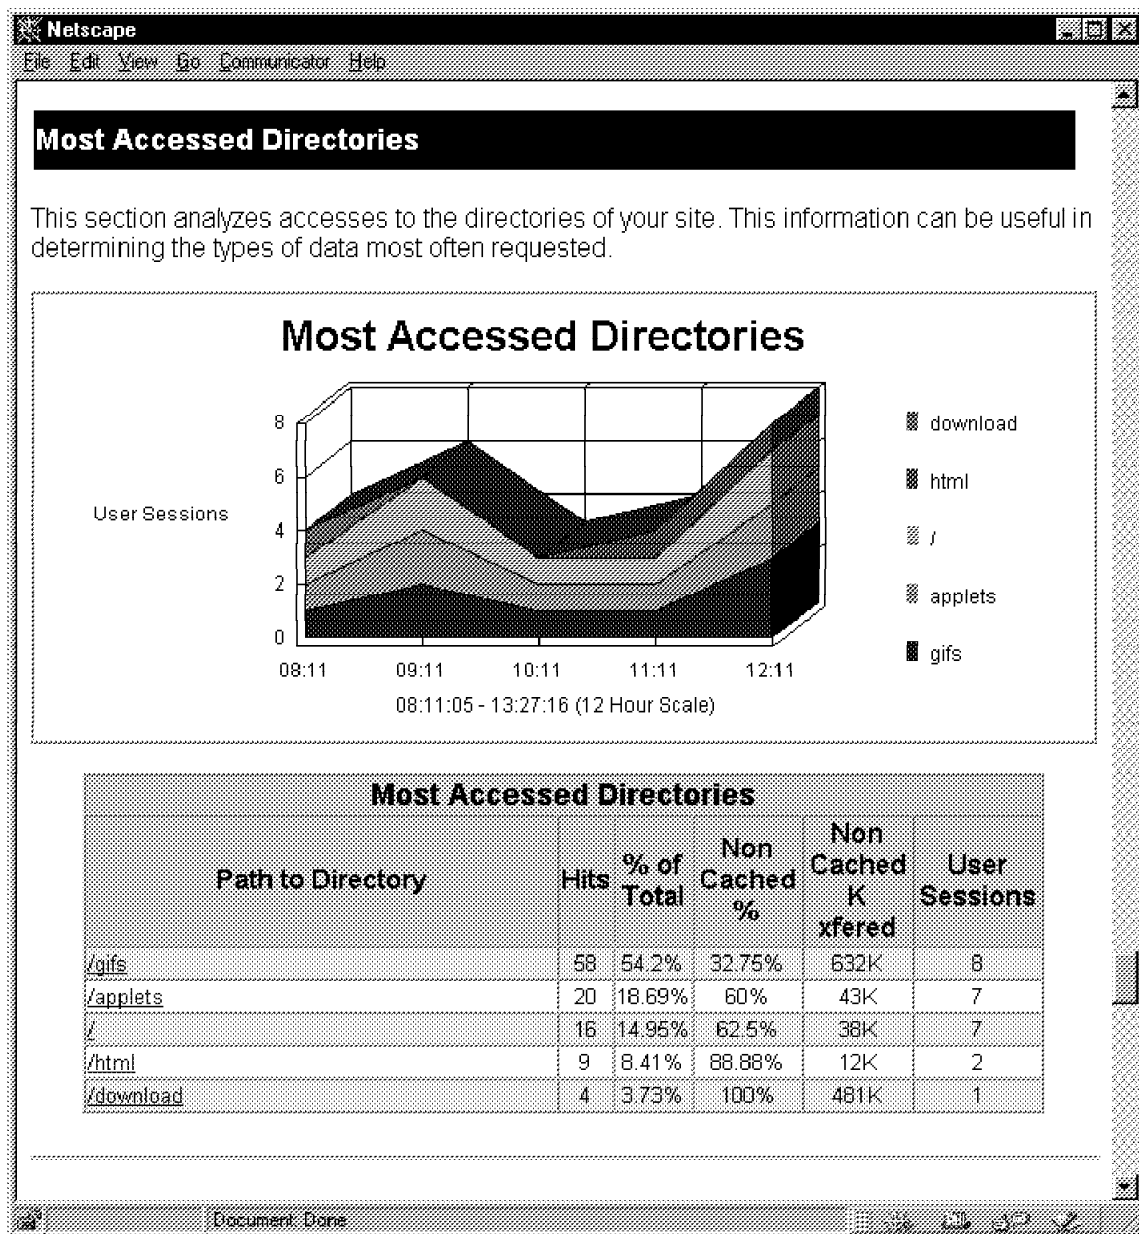 Netscape
File Edit View Go Communicator Help
Most Accessed Directories
This section analyzes accesses to the directories of your site. This information can be useful in
determining the types of data most often requested.
Most Accessed Directories
8
6
4
2
0
User Sessions
08:11 09:11 10:11 11:11 12:11
08:11:05 - 13:27:16 (12 Hour Scale)
download
html
/
applets
gifs
Most Accessed Directories
Path to Directory Hits % of Total Non Cached % Non Cached K xfered User Sessions
/gifs 58 54.2% 32.75% 632K 8
/applets 20 18.69% 60% 43K 7
/ 16 14.95% 62.5% 38K 7
/html 9 8.41% 88.88% 12K 2
/download 4 3.73% 100% 481K 1
Document: Done